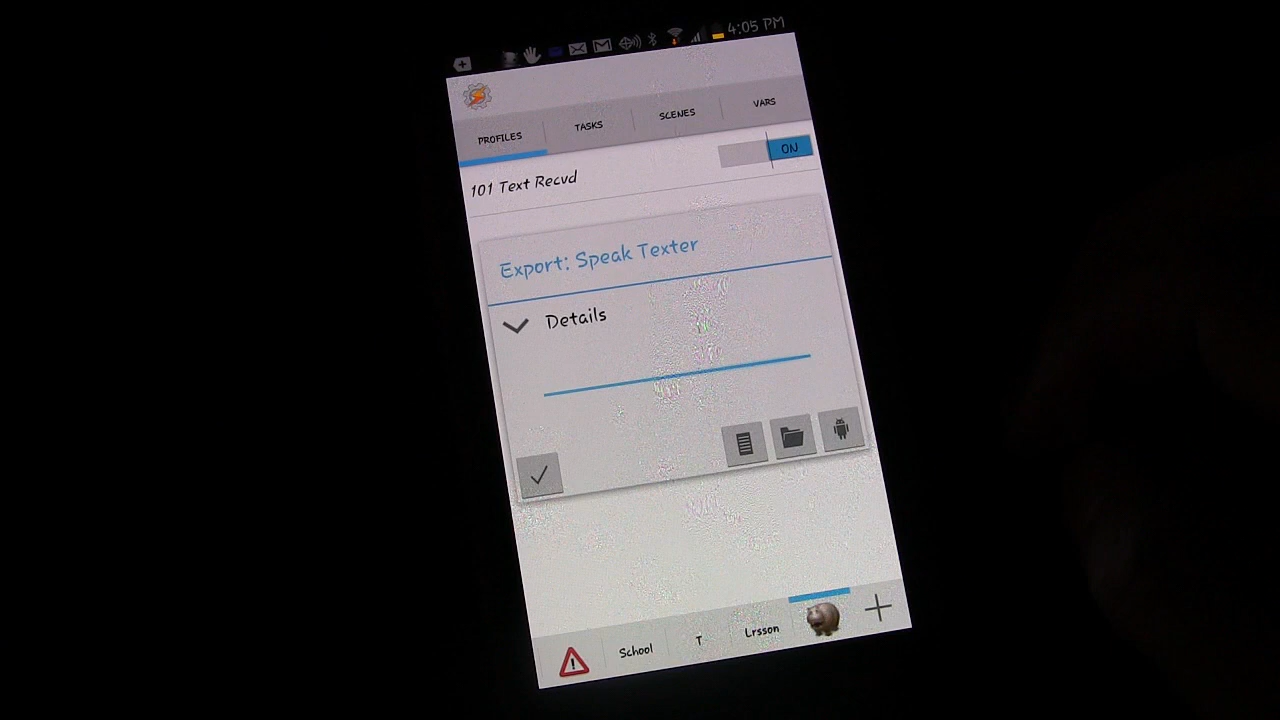 4:05 PM
PROFILES TASKS SCENES VARS
101 Text Recvd ON
Export: Speak Texter
Details
School T Lrsson